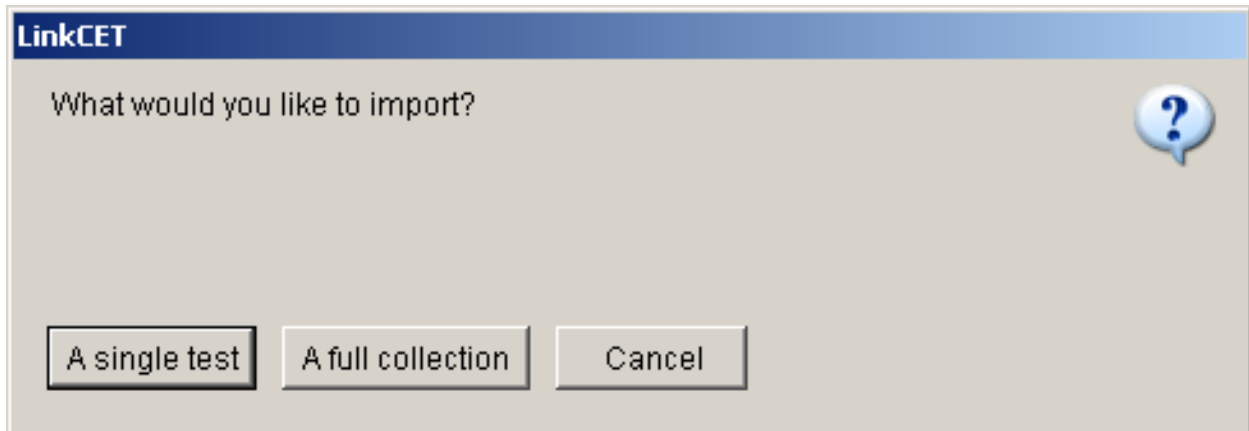 LinkCET
What would you like to import?
?
A single test
A full collection
Cancel